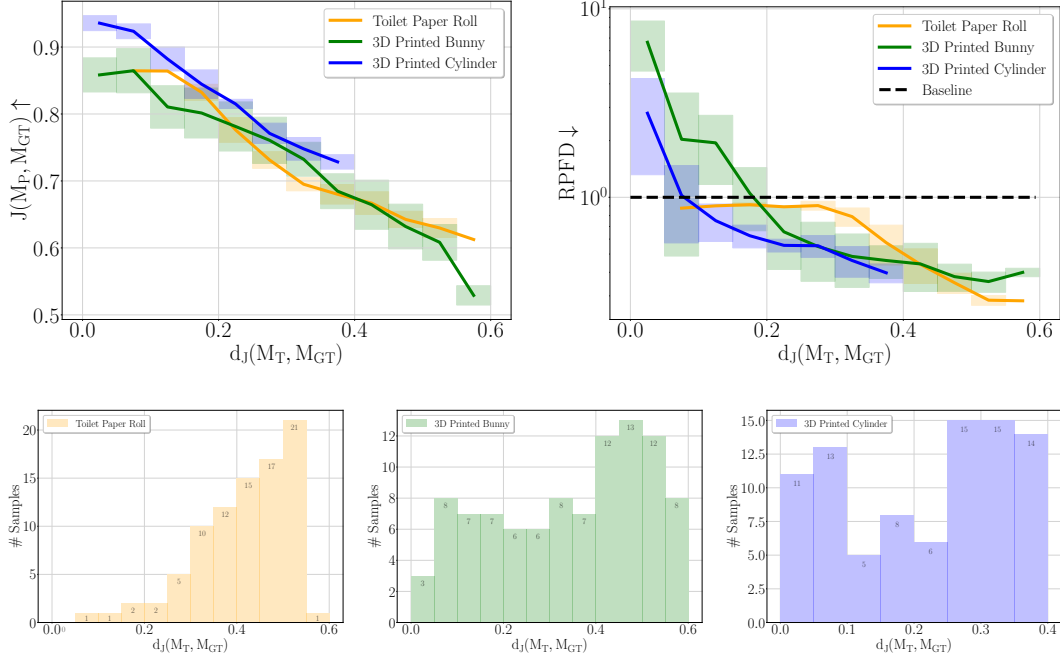 Toilet Paper Roll
3D Printed Bunny
3D Printed Cylinder
0.9
0.8
0.7
0.6
0.5
J(M_P, M_GT) ↑
0.0 0.2 0.4 0.6
d_J(M_T, M_GT)
Toilet Paper Roll
3D Printed Bunny
3D Printed Cylinder
Baseline
10^1
10^0
RPFD ↓
0.0 0.2 0.4 0.6
d_J(M_T, M_GT)
Toilet Paper Roll
20
15
10
5
0
# Samples
0 1 1 2 2 5 10 12 15 17 21 1
0.0 0.2 0.4 0.6
d_J(M_T, M_GT)
3D Printed Bunny
12
9
6
3
0
# Samples
3 8 7 7 6 6 8 7 12 13 12 8
0.0 0.2 0.4 0.6
d_J(M_T, M_GT)
3D Printed Cylinder
15.0
12.5
10.0
7.5
5.0
2.5
0.0
# Samples
11 13 5 8 6 15 15 14
0.0 0.1 0.2 0.3 0.4
d_J(M_T, M_GT)